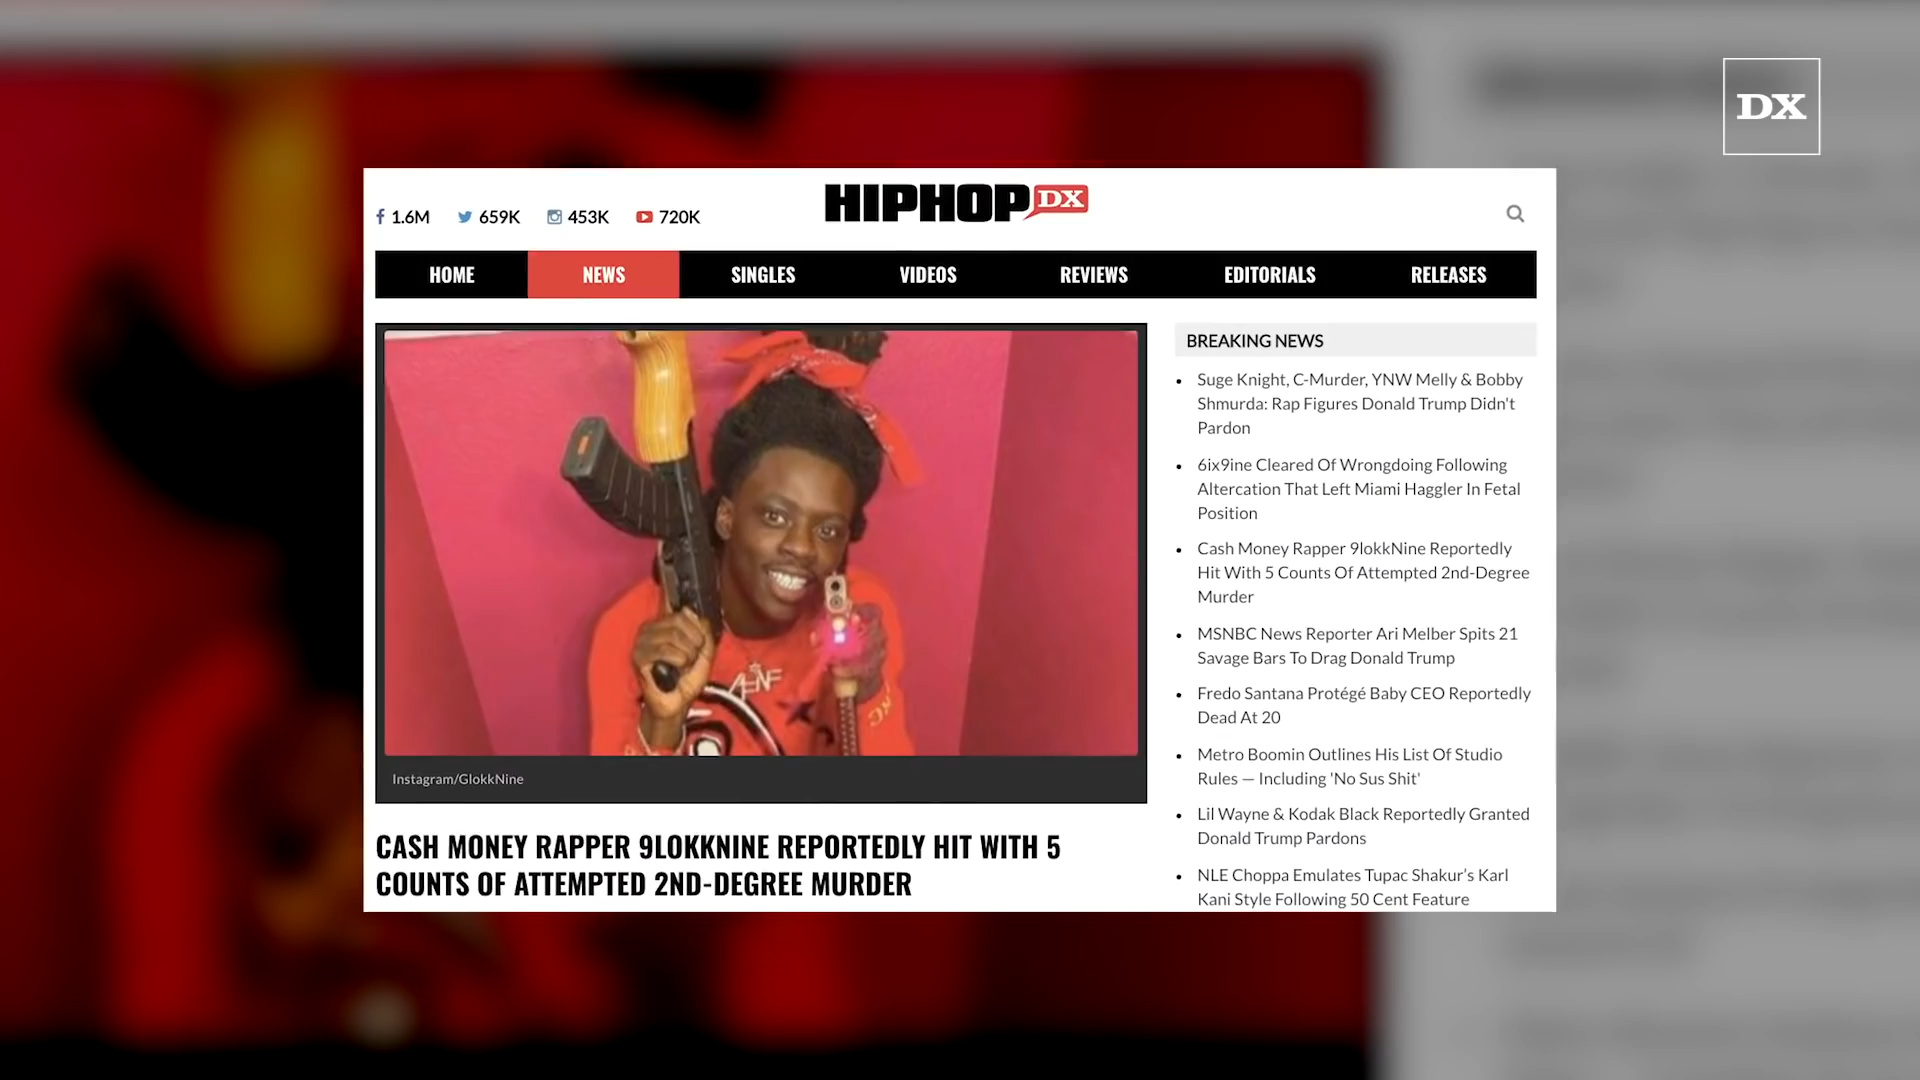 DX
1.6M 659K 453K 720K
HIPHOPDX
HOME NEWS SINGLES VIDEOS REVIEWS EDITORIALS RELEASES
Instagram/GlokkNine
CASH MONEY RAPPER 9LOKKNINE REPORTEDLY HIT WITH 5
COUNTS OF ATTEMPTED 2ND-DEGREE MURDER
BREAKING NEWS
Suge Knight, C-Murder, YNW Melly & Bobby
Shmurda: Rap Figures Donald Trump Didn't
Pardon
6ix9ine Cleared Of Wrongdoing Following
Altercation That Left Miami Haggler In Fetal
Position
Cash Money Rapper 9lokkNine Reportedly
Hit With 5 Counts Of Attempted 2nd-Degree
Murder
MSNBC News Reporter Ari Melber Spits 21
Savage Bars To Drag Donald Trump
Fredo Santana Protégé Baby CEO Reportedly
Dead At 20
Metro Boomin Outlines His List Of Studio
Rules — Including 'No Sus Shit'
Lil Wayne & Kodak Black Reportedly Granted
Donald Trump Pardons
NLE Choppa Emulates Tupac Shakur’s Karl
Kani Style Following 50 Cent Feature